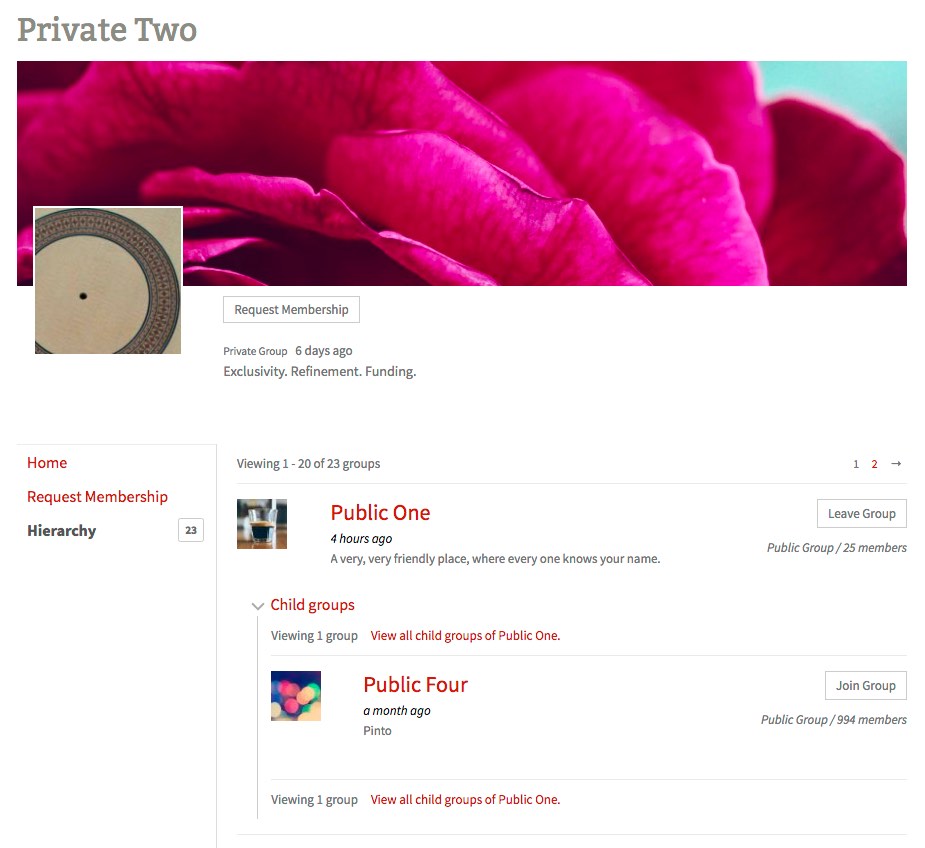 Private Two
Request Membership
Private Group 6 days ago
Exclusivity. Refinement. Funding.
Home
Request Membership
Hierarchy 23
Viewing 1 - 20 of 23 groups 1 2 →
Public One
Leave Group
4 hours ago
Public Group / 25 members
A very, very friendly place, where every one knows your name.
Child groups
Viewing 1 group View all child groups of Public One.
Public Four
Join Group
a month ago
Public Group / 994 members
Pinto
Viewing 1 group View all child groups of Public One.